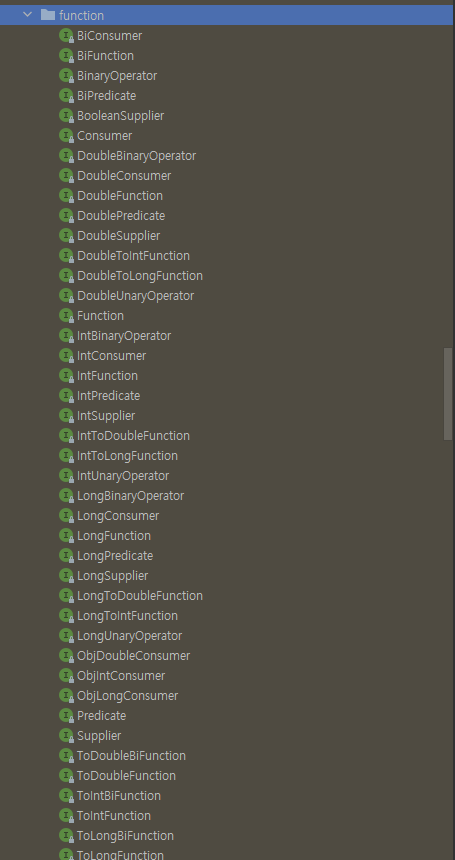 function
BiConsumer
BiFunction
BinaryOperator
BiPredicate
BooleanSupplier
Consumer
DoubleBinaryOperator
DoubleConsumer
DoubleFunction
DoublePredicate
DoubleSupplier
DoubleToIntFunction
DoubleToLongFunction
DoubleUnaryOperator
Function
IntBinaryOperator
IntConsumer
IntFunction
IntPredicate
IntSupplier
IntToDoubleFunction
IntToLongFunction
IntUnaryOperator
LongBinaryOperator
LongConsumer
LongFunction
LongPredicate
LongSupplier
LongToDoubleFunction
LongToIntFunction
LongUnaryOperator
ObjDoubleConsumer
ObjIntConsumer
ObjLongConsumer
Predicate
Supplier
ToDoubleBiFunction
ToDoubleFunction
ToIntBiFunction
ToIntFunction
ToLongBiFunction
ToLongFunction